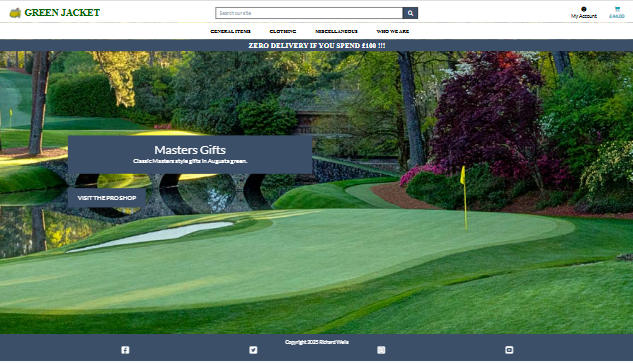 GREEN JACKET
Search our site
My Account
£44.00
GENERAL ITEMS CLOTHING MISCELLANEOUS WHO WE ARE
ZERO DELIVERY IF YOU SPEND £100 !!!
Masters Gifts
Classic Masters style gifts in Augusta green.
VISIT THE PRO SHOP
Copyright 2025 Richard Wells